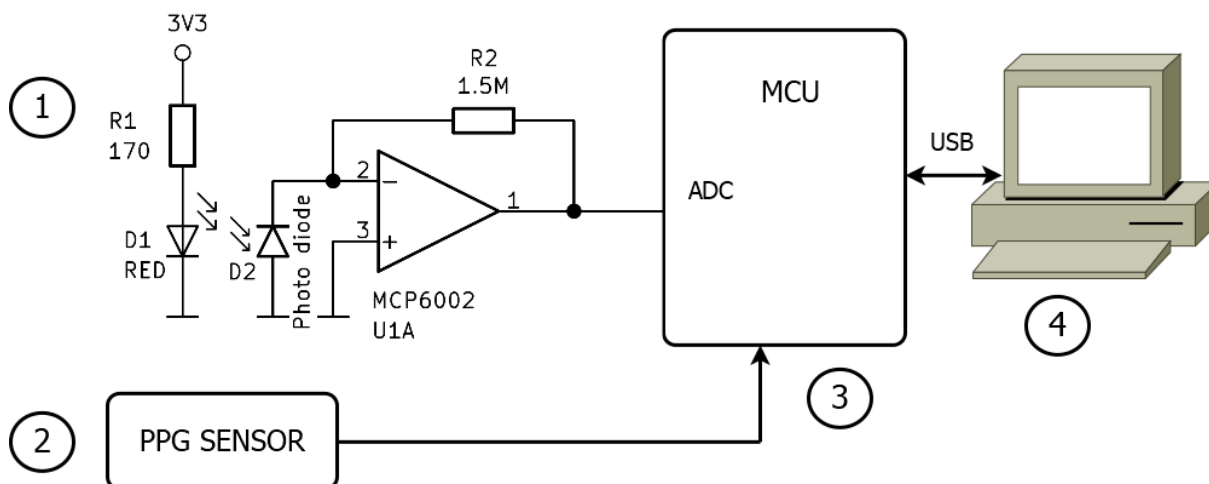 1
3V3
R1
170
D1
RED
D2
Photo diode
R2
1.5M
2
−
3
+
1
MCP6002
U1A
MCU
ADC
USB
4
3
2
PPG SENSOR